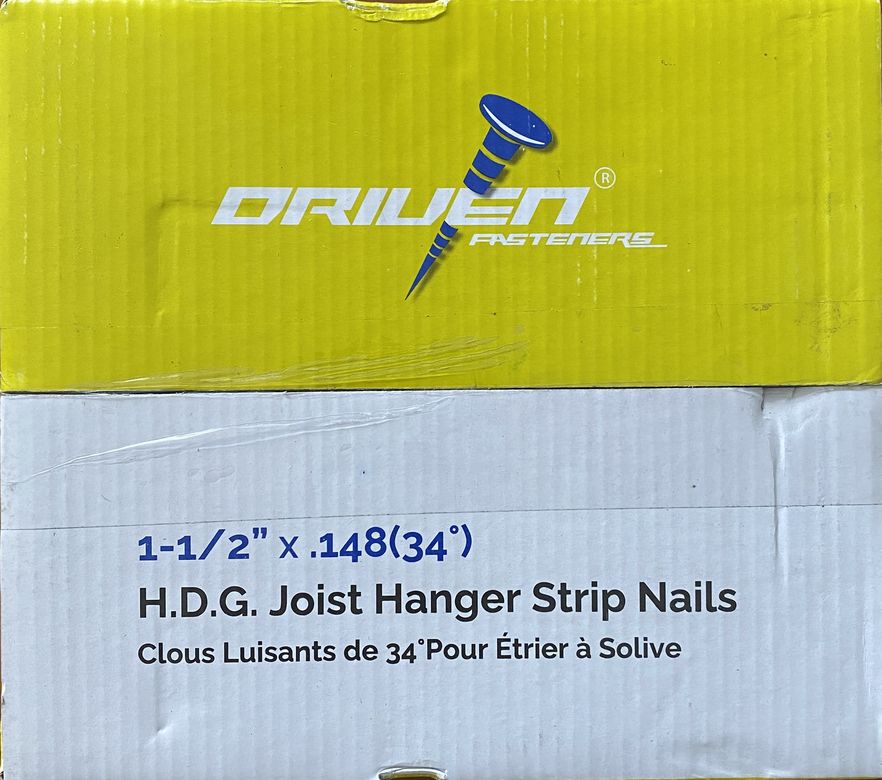 DRIVEN®
FASTENERS
1-1/2” x .148(34°)
H.D.G. Joist Hanger Strip Nails
Clous Luisants de 34°Pour Étrier à Solive